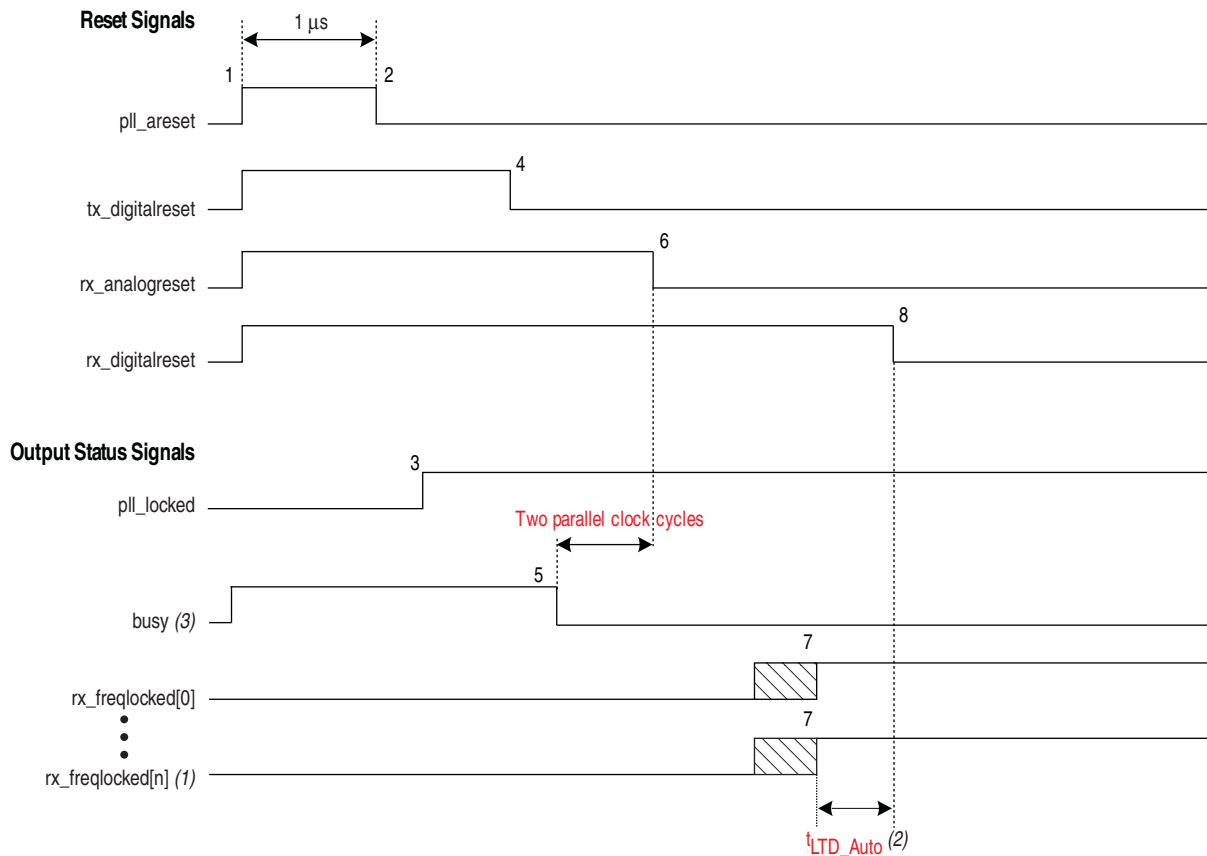 Reset Signals
1 μs
1
2
pll_areset
4
tx_digitalreset
6
rx_analogreset
8
rx_digitalreset
Output Status Signals
3
pll_locked
Two parallel clock cycles
5
busy (3)
7
rx_freqlocked[0]
7
rx_freqlocked[n] (1)
tLTD_Auto (2)